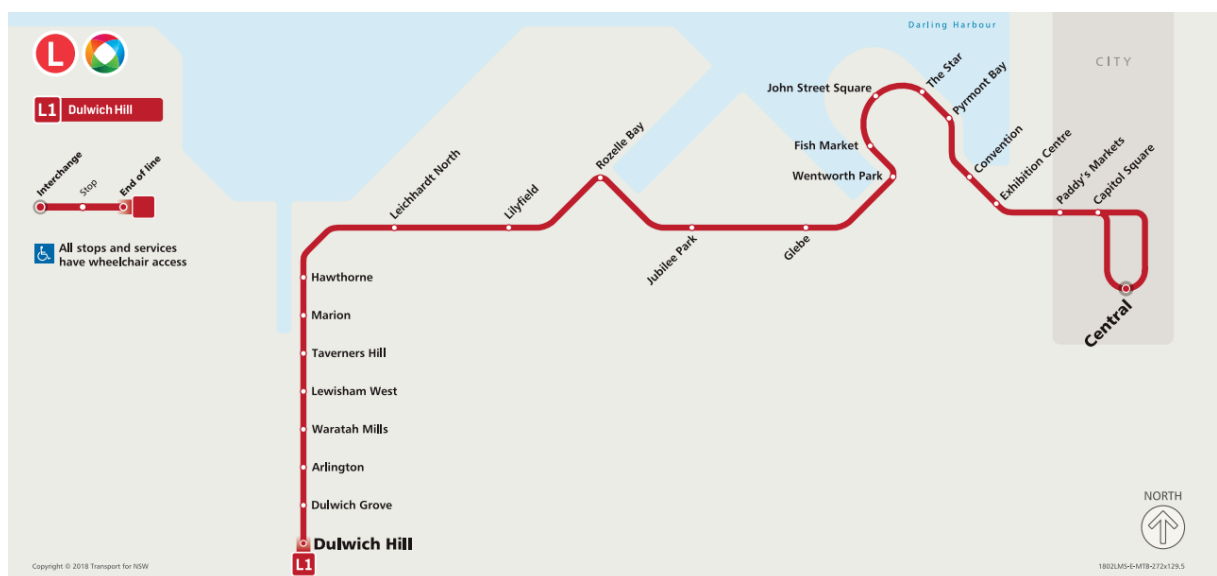 Darling Harbour
CITY
L
L1 Dulwich Hill
Interchange
Stop
End of line
All stops and services
have wheelchair access
Leichhardt North
Lilyfield
Rozelle Bay
Jubilee Park
Glebe
Wentworth Park
Fish Market
John Street Square
The Star
Pyrmont Bay
Convention
Exhibition Centre
Paddy's Markets
Capitol Square
Central
Hawthorne
Marion
Taverners Hill
Lewisham West
Waratah Mills
Arlington
Dulwich Grove
Dulwich Hill
L1
NORTH
Copyright © 2018 Transport for NSW
1802LMS-E-MTB-272x129.5